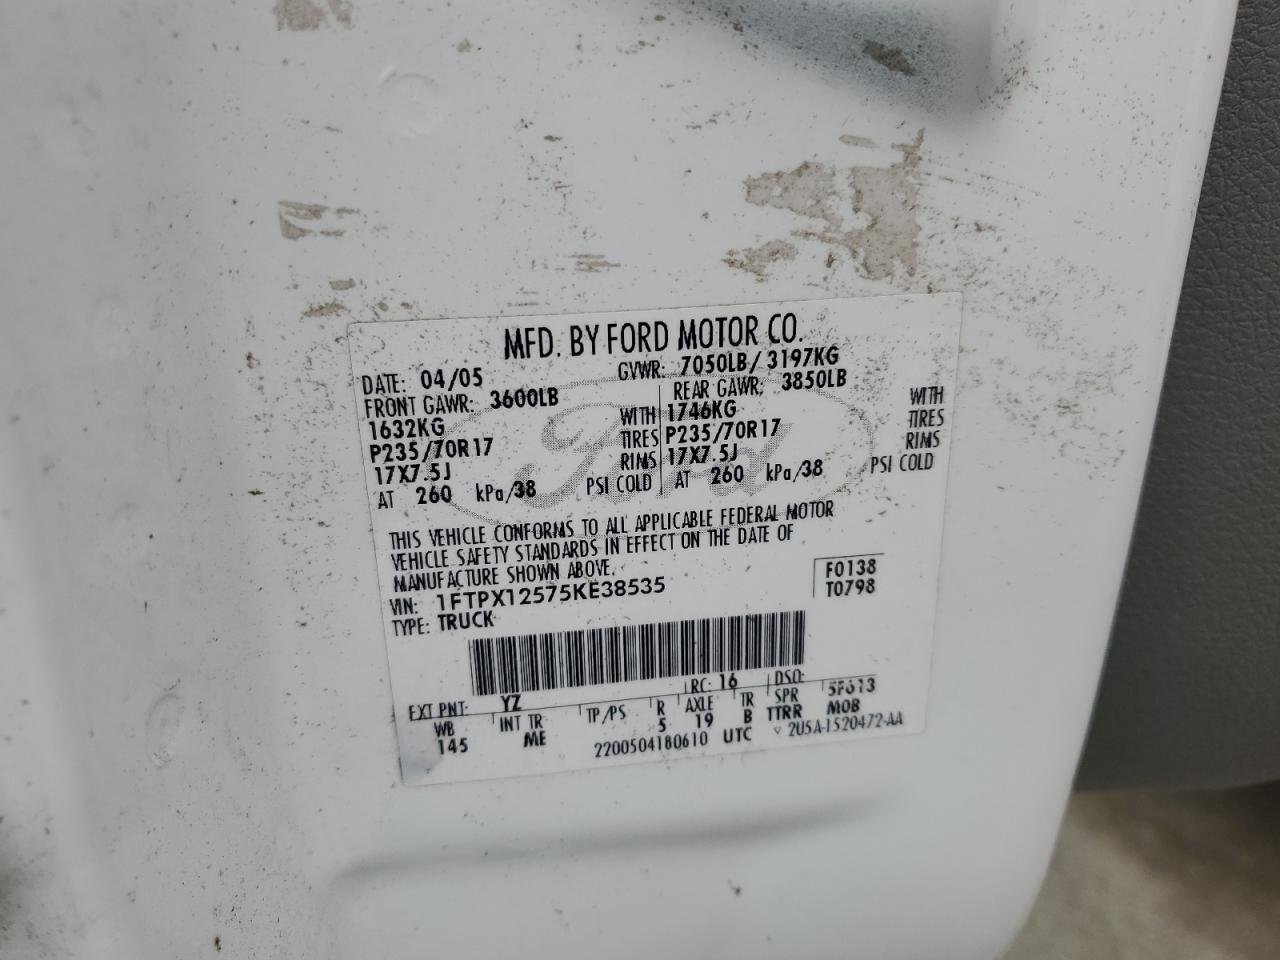 MFD. BY FORD MOTOR CO.
DATE: 04/05 GVWR: 7050LB/ 3197KG
FRONT GAWR: 3600LB REAR GAWR: 3850LB
1632KG WITH 1746KG WITH
P235/70R17 TIRES P235/70R17 TIRES
17X7.5J RIMS 17X7.5J RIMS
AT 260 kPa/38 PSI COLD AT 260 kPa/38 PSI COLD
Ford
THIS VEHICLE CONFORMS TO ALL APPLICABLE FEDERAL MOTOR
VEHICLE SAFETY STANDARDS IN EFFECT ON THE DATE OF
MANUFACTURE SHOWN ABOVE.
VIN: 1FTPX12575KE38535 F0138
TYPE: TRUCK T0798
EXT PNT: YZ RC: 16 DSO:
WB INT TR TP/PS R AXLE TR SPR 5F613
145 ME 5 19 B TTRR MOB
2200504180610 UTC ▽ 2U5A-1520472-AA